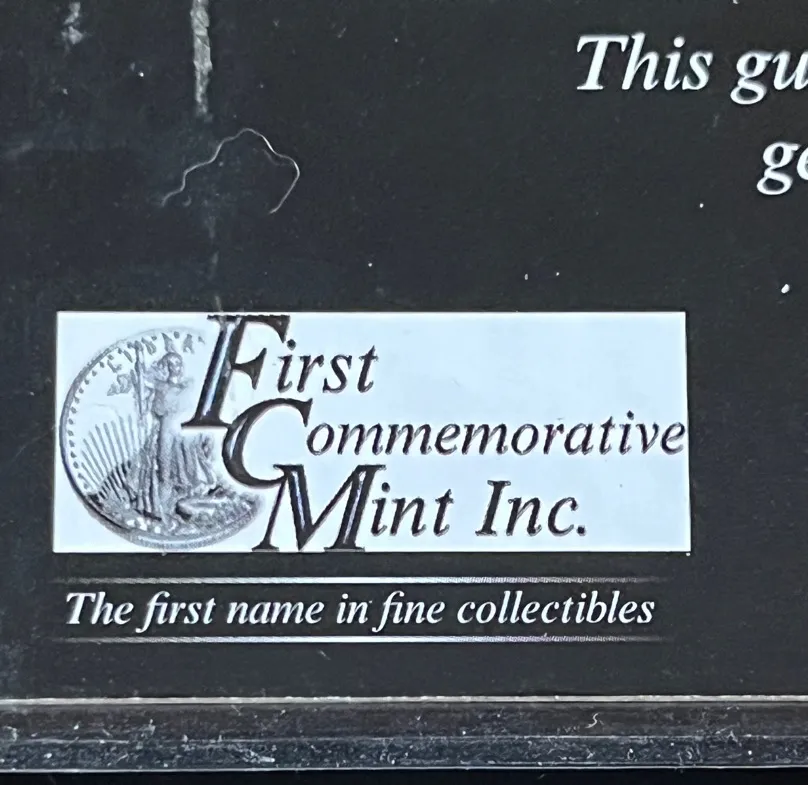 This gu
ge
First
Commemorative
Mint Inc.
The first name in fine collectibles